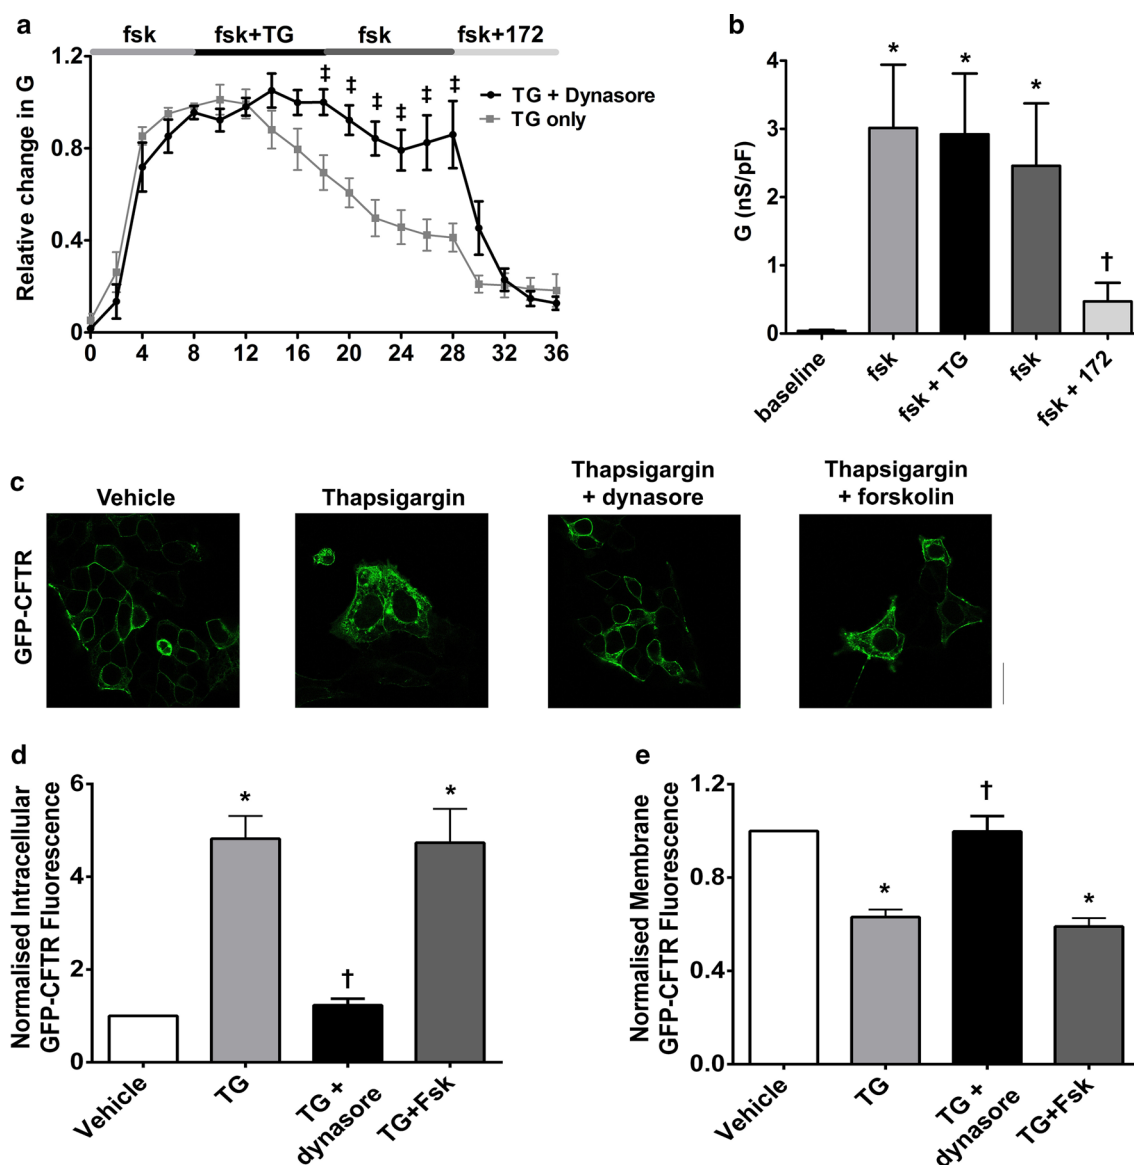 a
fsk fsk+TG fsk fsk+172
Relative change in G
1.2
0.8
0.4
0
0 4 8 12 16 20 24 28 32 36
‡ ‡ ‡ ‡ ‡ ‡
TG + Dynasore
TG only
b
G (nS/pF)
4
3
2
1
0
* * * †
baseline
fsk
fsk + TG
fsk
fsk + 172
c
GFP-CFTR
Vehicle
Thapsigargin
Thapsigargin
+ dynasore
Thapsigargin
+ forskolin
d
Normalised Intracellular
GFP-CFTR Fluorescence
6
4
2
0
* † *
Vehicle
TG
TG +
dynasore
TG+Fsk
e
Normalised Membrane
GFP-CFTR Fluorescence
1.2
0.8
0.4
0.0
* † *
Vehicle
TG
TG +
dynasore
TG+Fsk